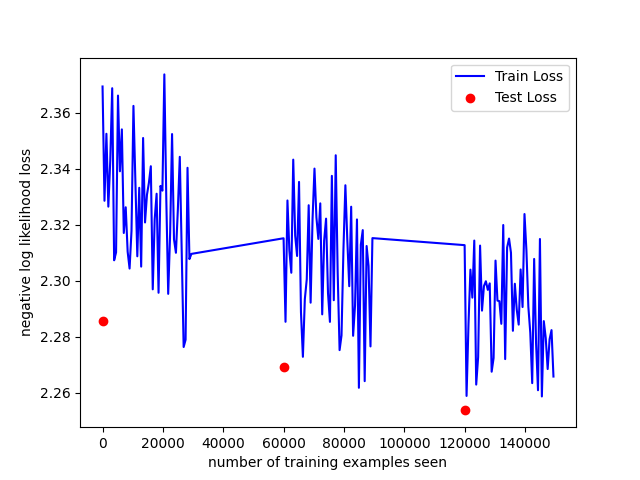 Train Loss
Test Loss
2.36
2.34
2.32
2.30
2.28
2.26
negative log likelihood loss
0 20000 40000 60000 80000 100000 120000 140000
number of training examples seen